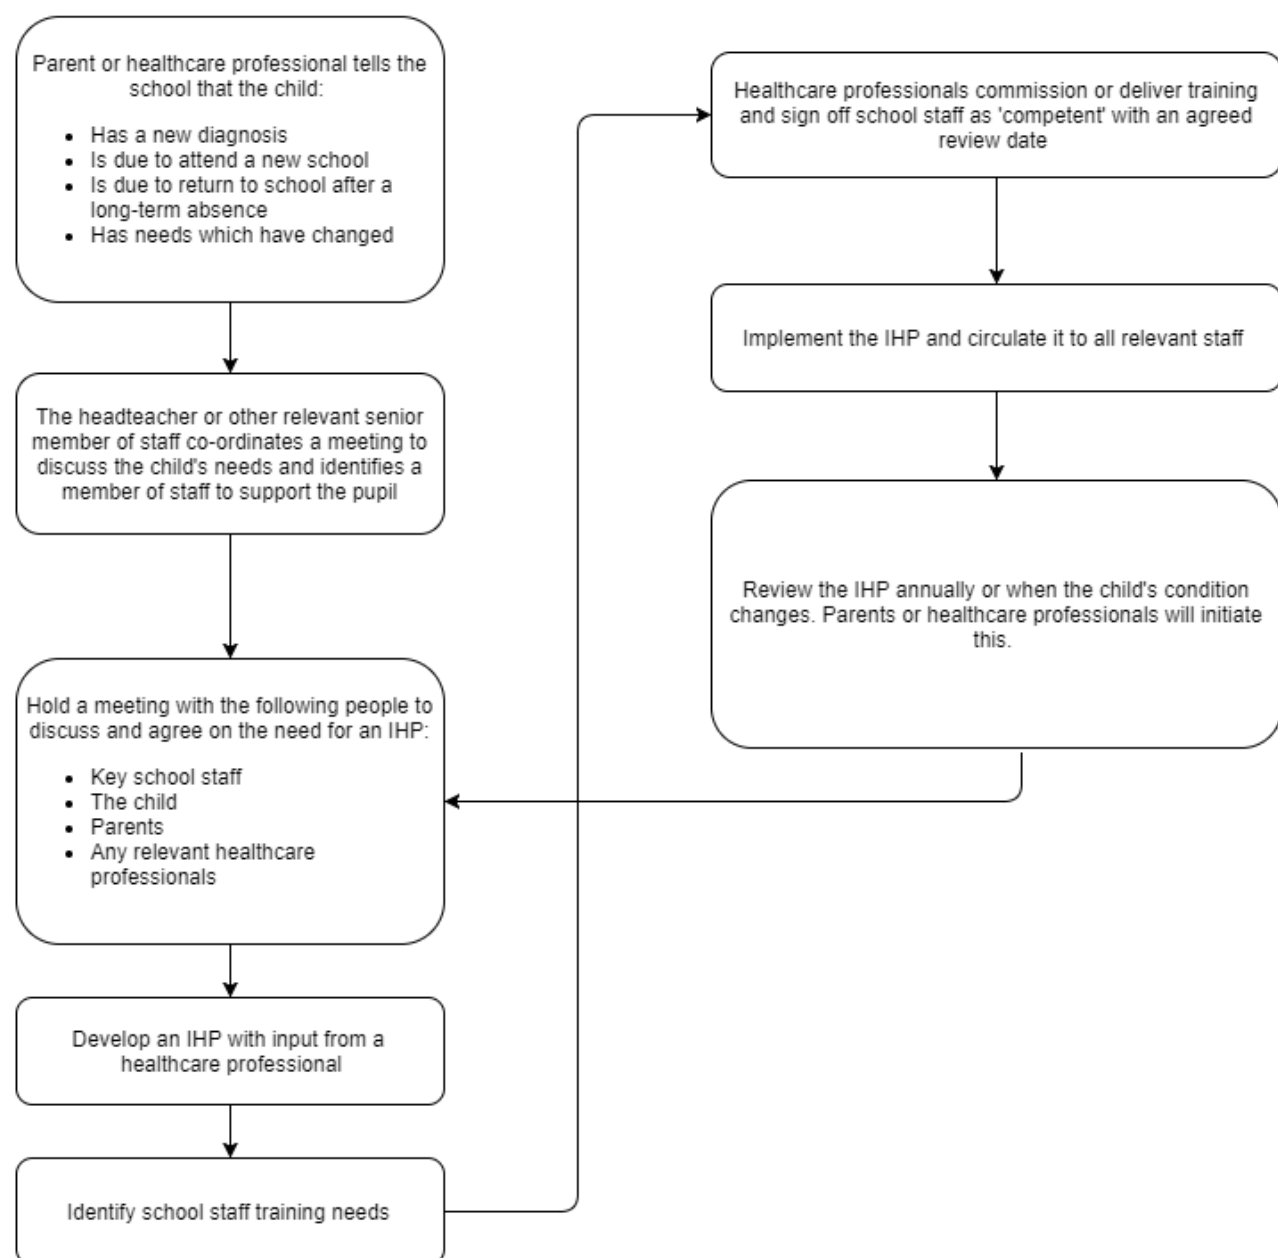 Parent or healthcare professional tells the
school that the child:
• Has a new diagnosis
• Is due to attend a new school
• Is due to return to school after a
long-term absence
• Has needs which have changed
The headteacher or other relevant senior
member of staff co-ordinates a meeting to
discuss the child's needs and identifies a
member of staff to support the pupil
Hold a meeting with the following people to
discuss and agree on the need for an IHP:
• Key school staff
• The child
• Parents
• Any relevant healthcare
professionals
Develop an IHP with input from a
healthcare professional
Identify school staff training needs
Healthcare professionals commission or deliver training
and sign off school staff as 'competent' with an agreed
review date
Implement the IHP and circulate it to all relevant staff
Review the IHP annually or when the child's condition
changes. Parents or healthcare professionals will initiate
this.